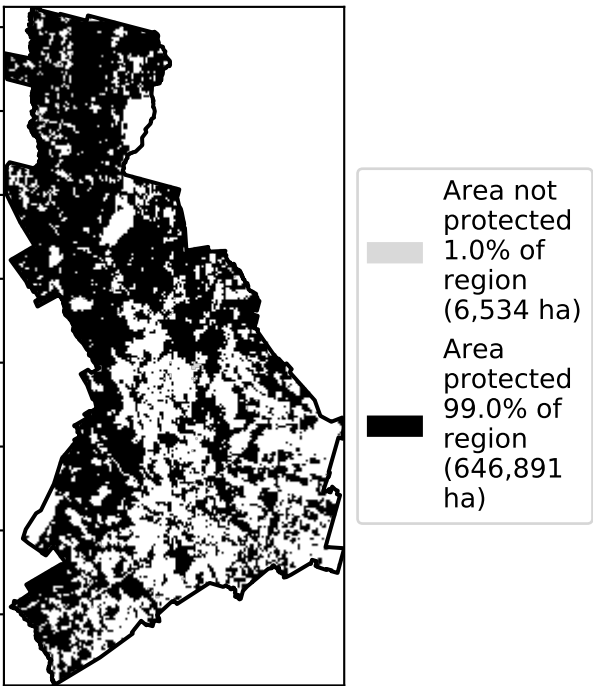 Area not
protected
1.0% of
region
(6,534 ha)
Area
protected
99.0% of
region
(646,891
ha)